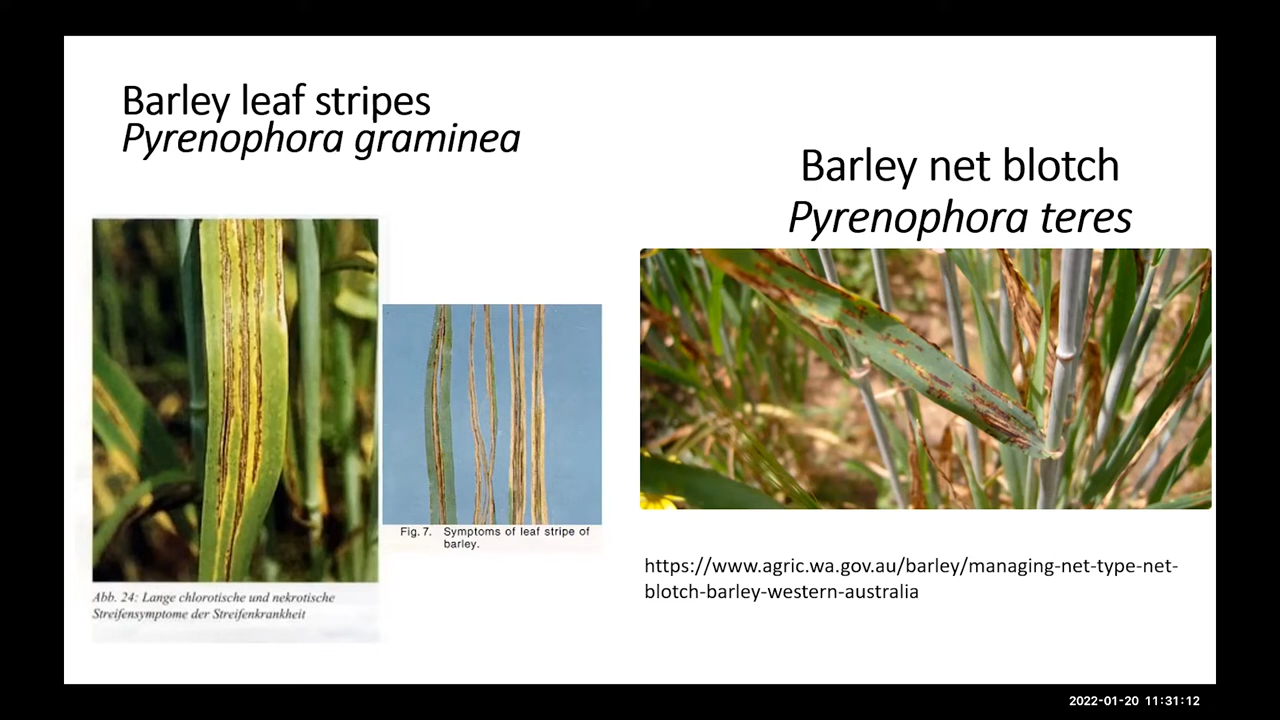 Barley leaf stripes
Pyrenophora graminea
Barley net blotch
Pyrenophora teres
Fig. 7. Symptoms of leaf stripe of
barley.
Abb. 24: Lange chlorotische und nekrotische
Streifensymptome der Streifenkrankheit
https://www.agric.wa.gov.au/barley/managing-net-type-net-
blotch-barley-western-australia
2022-01-20 11:31:12